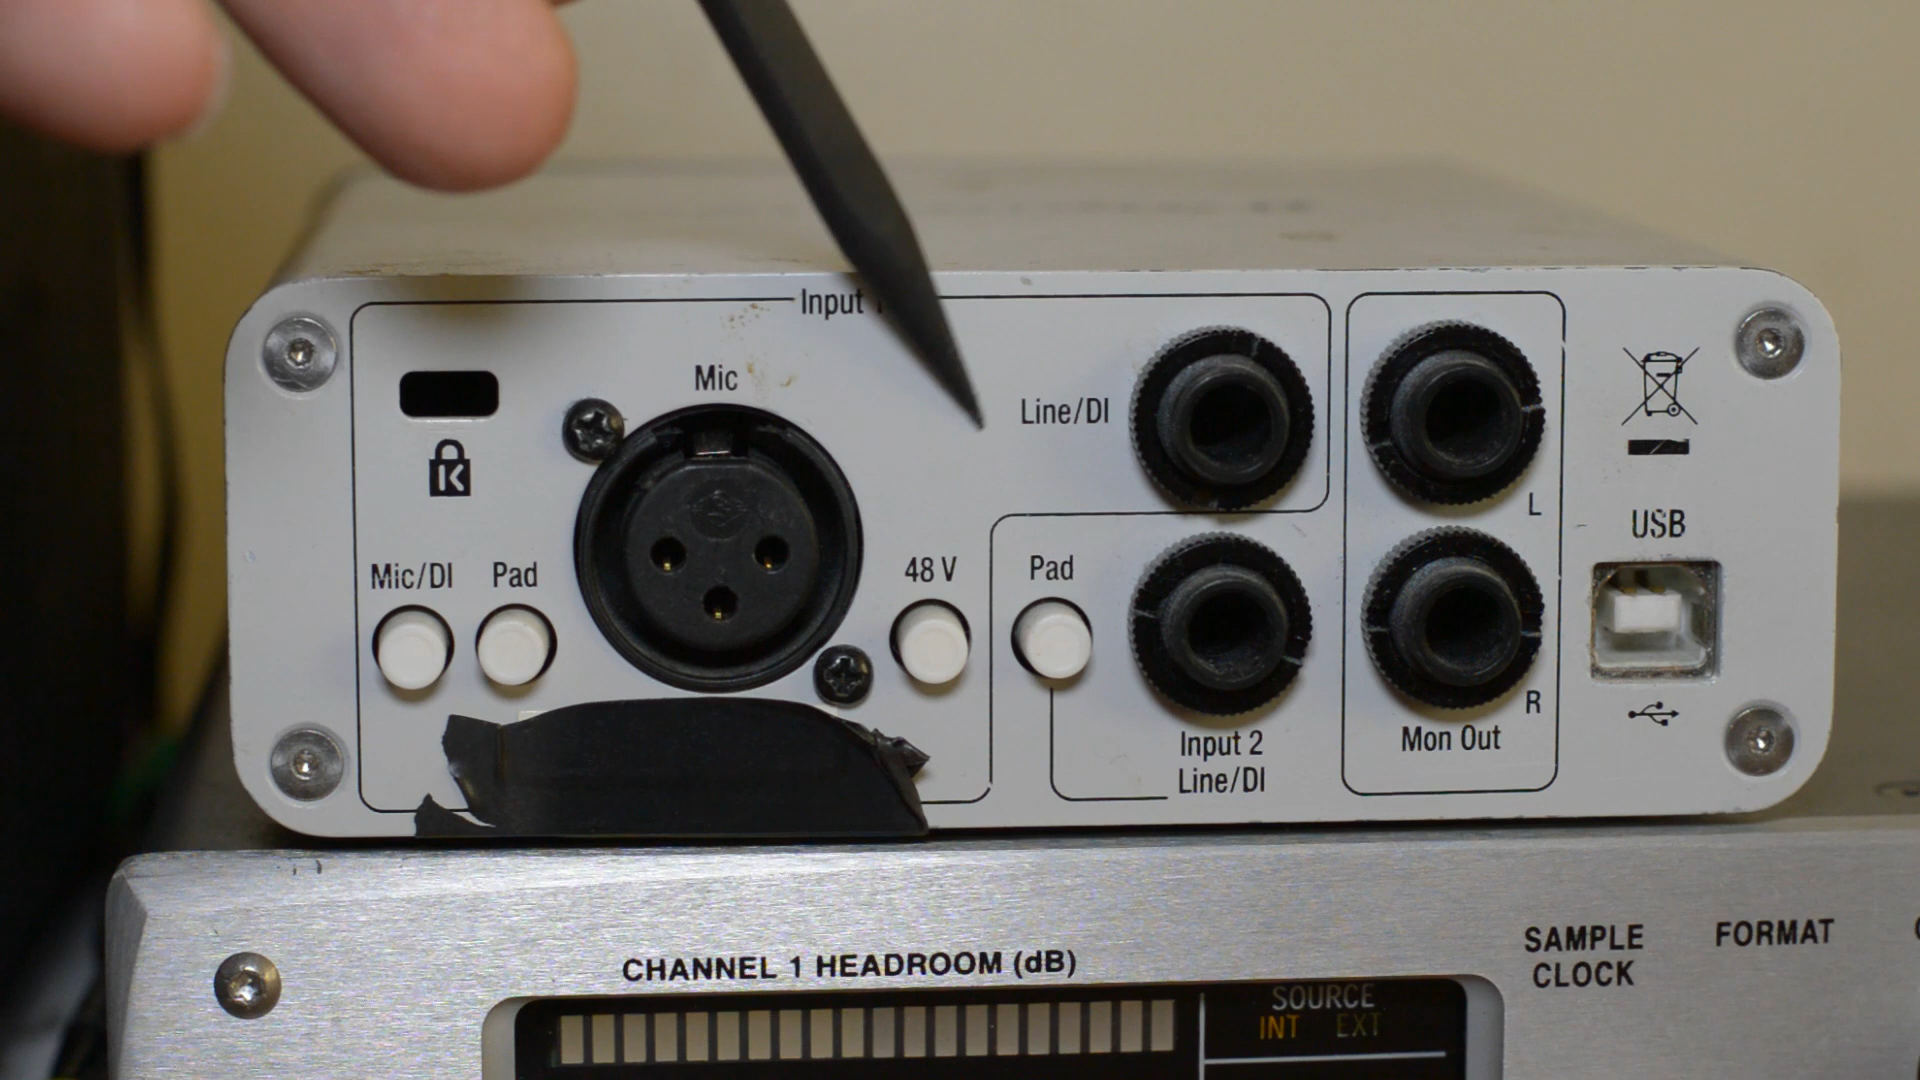 Input
Mic
Line/DI
L
USB
Mic/DI
Pad
48 V
Pad
R
Input 2
Line/DI
Mon Out
CHANNEL 1 HEADROOM (dB)
SAMPLE
CLOCK
FORMAT
SOURCE
INT EXT